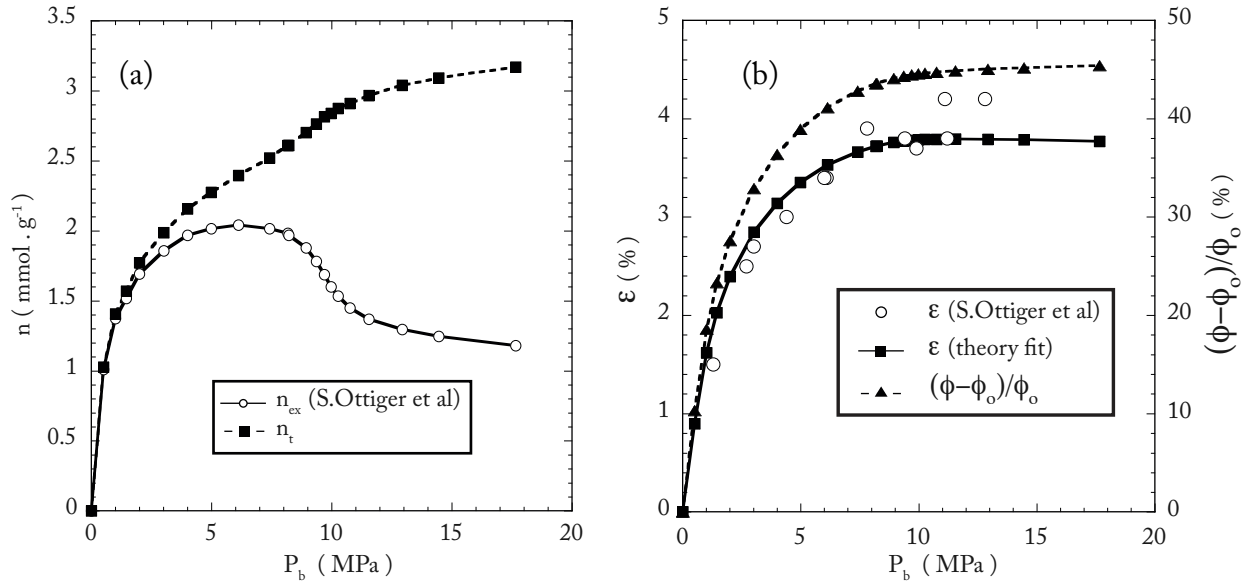 (a)
n ( mmol . g⁻¹)
3.5
3
2.5
2
1.5
1
0.5
0
0 5 10 15 20
P_b ( MPa)
n_ex (S.Ottiger et al)
n_t
(b)
ε ( %)
5
4
3
2
1
0
0 5 10 15 20
P_b ( MPa)
50
40
30
20
10
0
(ϕ−ϕ_o)/ϕ_o ( %)
ε (S.Ottiger et al)
ε (theory fit)
(ϕ−ϕ_o)/ϕ_o